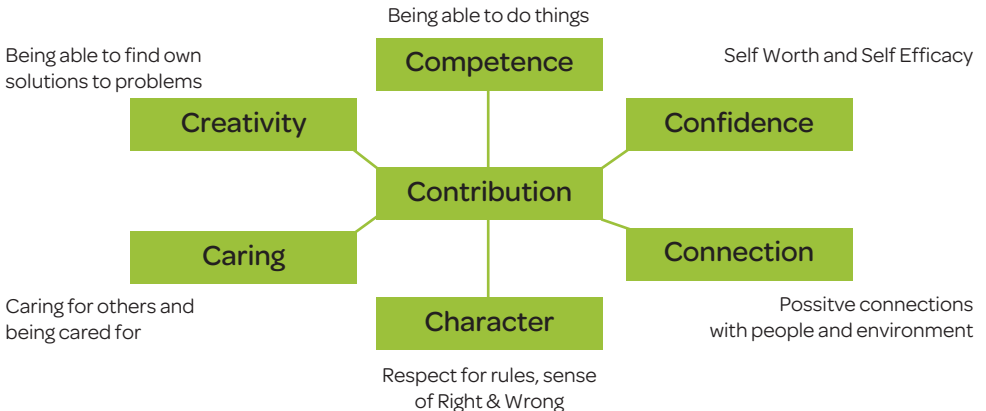 Being able to do things
Competence
Being able to find own
solutions to problems
Creativity
Self Worth and Self Efficacy
Confidence
Contribution
Caring
Caring for others and
being cared for
Connection
Possitve connections
with people and environment
Character
Respect for rules, sense
of Right & Wrong